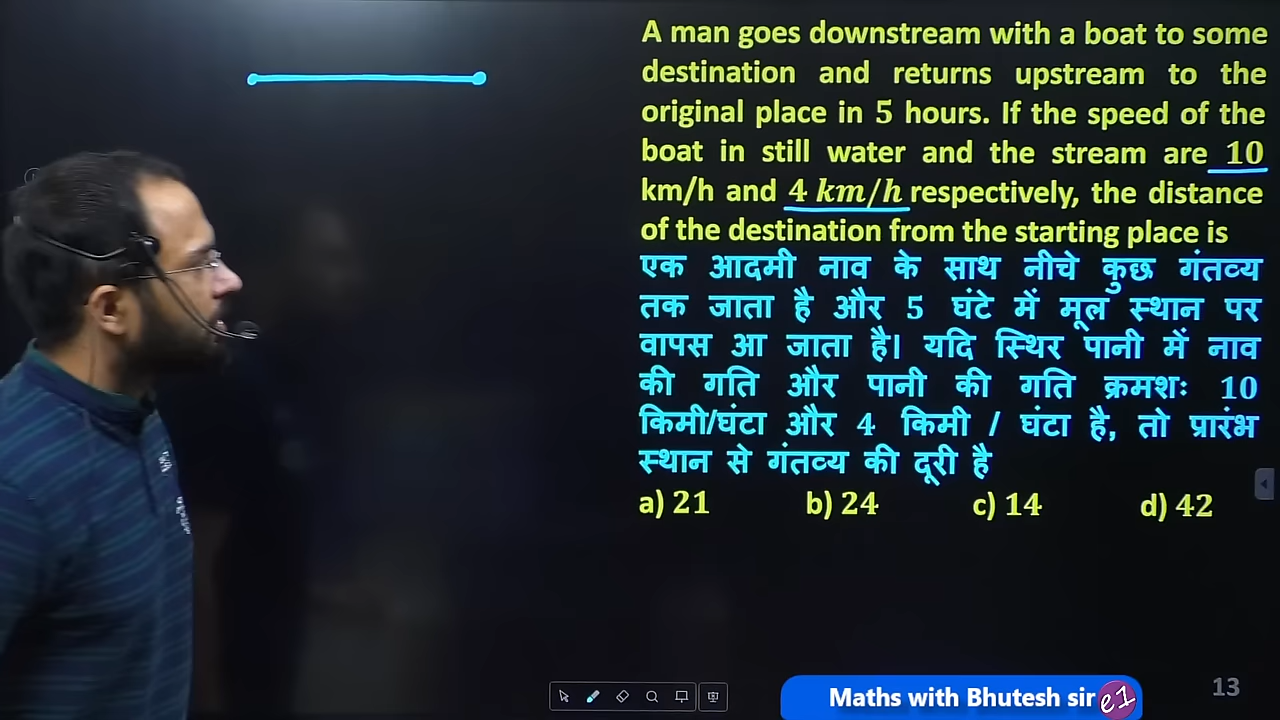 A man goes downstream with a boat to some
destination and returns upstream to the
original place in 5 hours. If the speed of the
boat in still water and the stream are 10
km/h and 4 km/h respectively, the distance
of the destination from the starting place is
एक आदमी नाव के साथ नीचे कुछ गंतव्य
तक जाता है और 5 घंटे में मूल स्थान पर
वापस आ जाता है। यदि स्थिर पानी में नाव
की गति और पानी की गति क्रमशः 10
किमी/घंटा और 4 किमी / घंटा है, तो प्रारंभ
स्थान से गंतव्य की दूरी है
a) 21 b) 24 c) 14 d) 42
Maths with Bhutesh sir e1
13